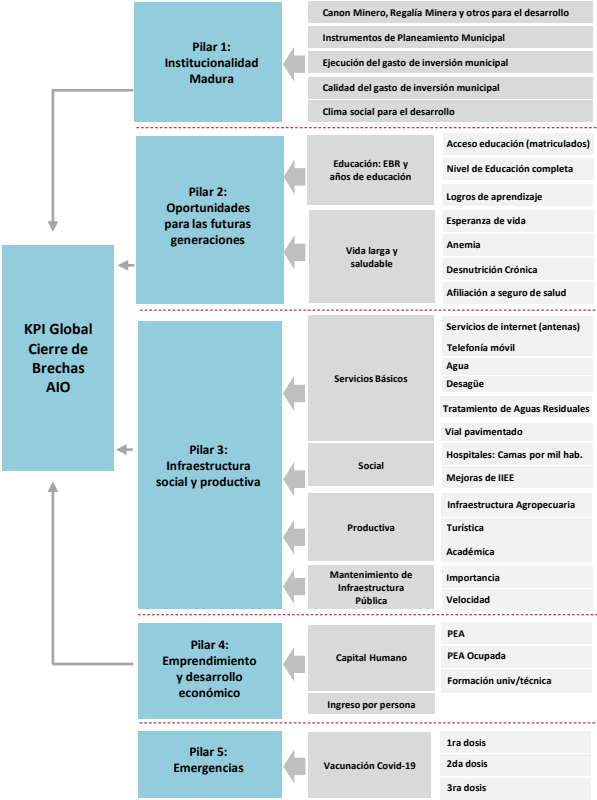 KPI Global
Cierre de
Brechas
AIO
Pilar 1:
Institucionalidad
Madura
Canon Minero, Regalía Minera y otros para el desarrollo
Instrumentos de Planeamiento Municipal
Ejecución del gasto de inversión municipal
Calidad del gasto de inversión municipal
Clima social para el desarrollo
Pilar 2:
Oportunidades
para las futuras
generaciones
Educación: EBR y
años de educación
Acceso educación (matriculados)
Nivel de Educación completa
Logros de aprendizaje
Vida larga y
saludable
Esperanza de vida
Anemia
Desnutrición Crónica
Afiliación a seguro de salud
Pilar 3:
Infraestructura
social y productiva
Servicios Básicos
Servicios de internet (antenas)
Telefonía móvil
Agua
Desagüe
Tratamiento de Aguas Residuales
Vial pavimentado
Social
Hospitales: Camas por mil hab.
Mejoras de IIEE
Productiva
Infraestructura Agropecuaria
Turística
Académica
Mantenimiento de
Infraestructura
Pública
Importancia
Velocidad
Pilar 4:
Emprendimiento
y desarrollo
económico
Capital Humano
PEA
PEA Ocupada
Formación univ/técnica
Ingreso por persona
Pilar 5:
Emergencias
Vacunación Covid-19
1ra dosis
2da dosis
3ra dosis